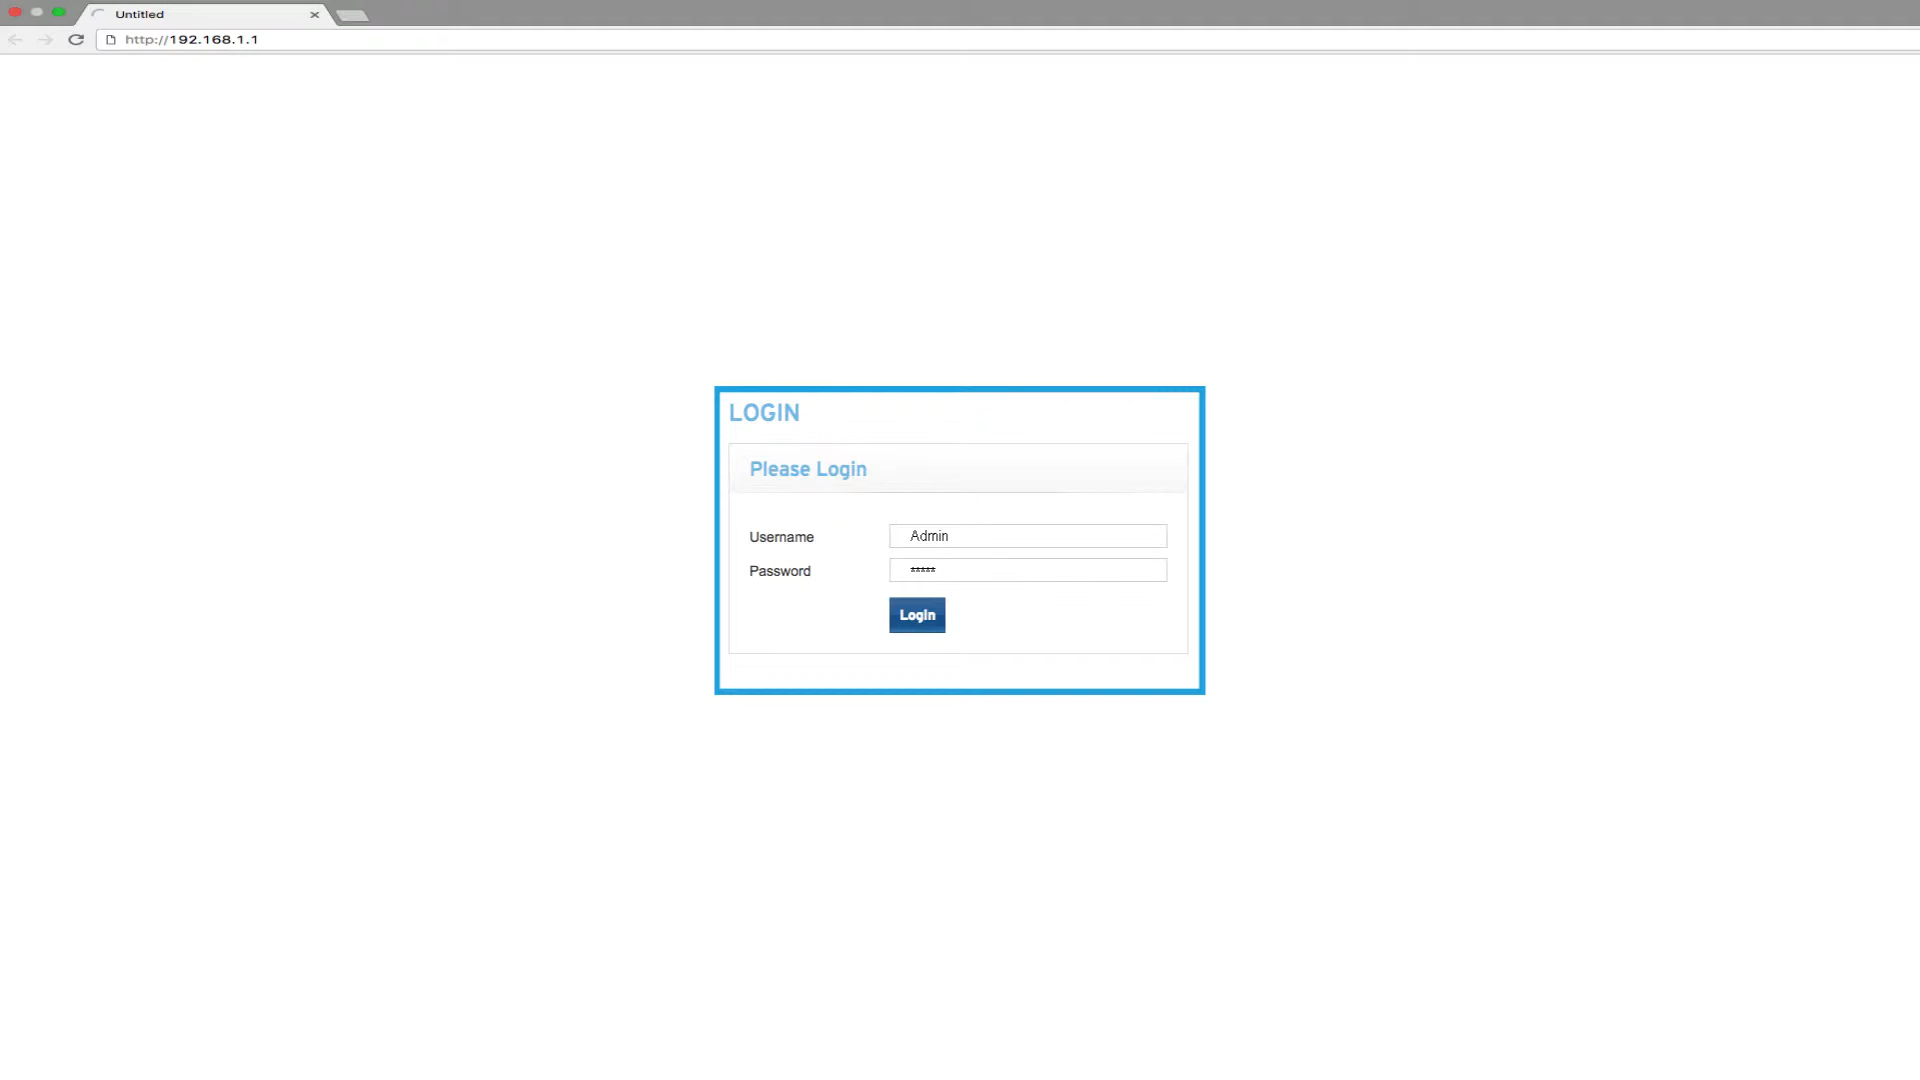 Untitled
http://192.168.1.1
LOGIN
Please Login
Username Admin
Password *****
Login